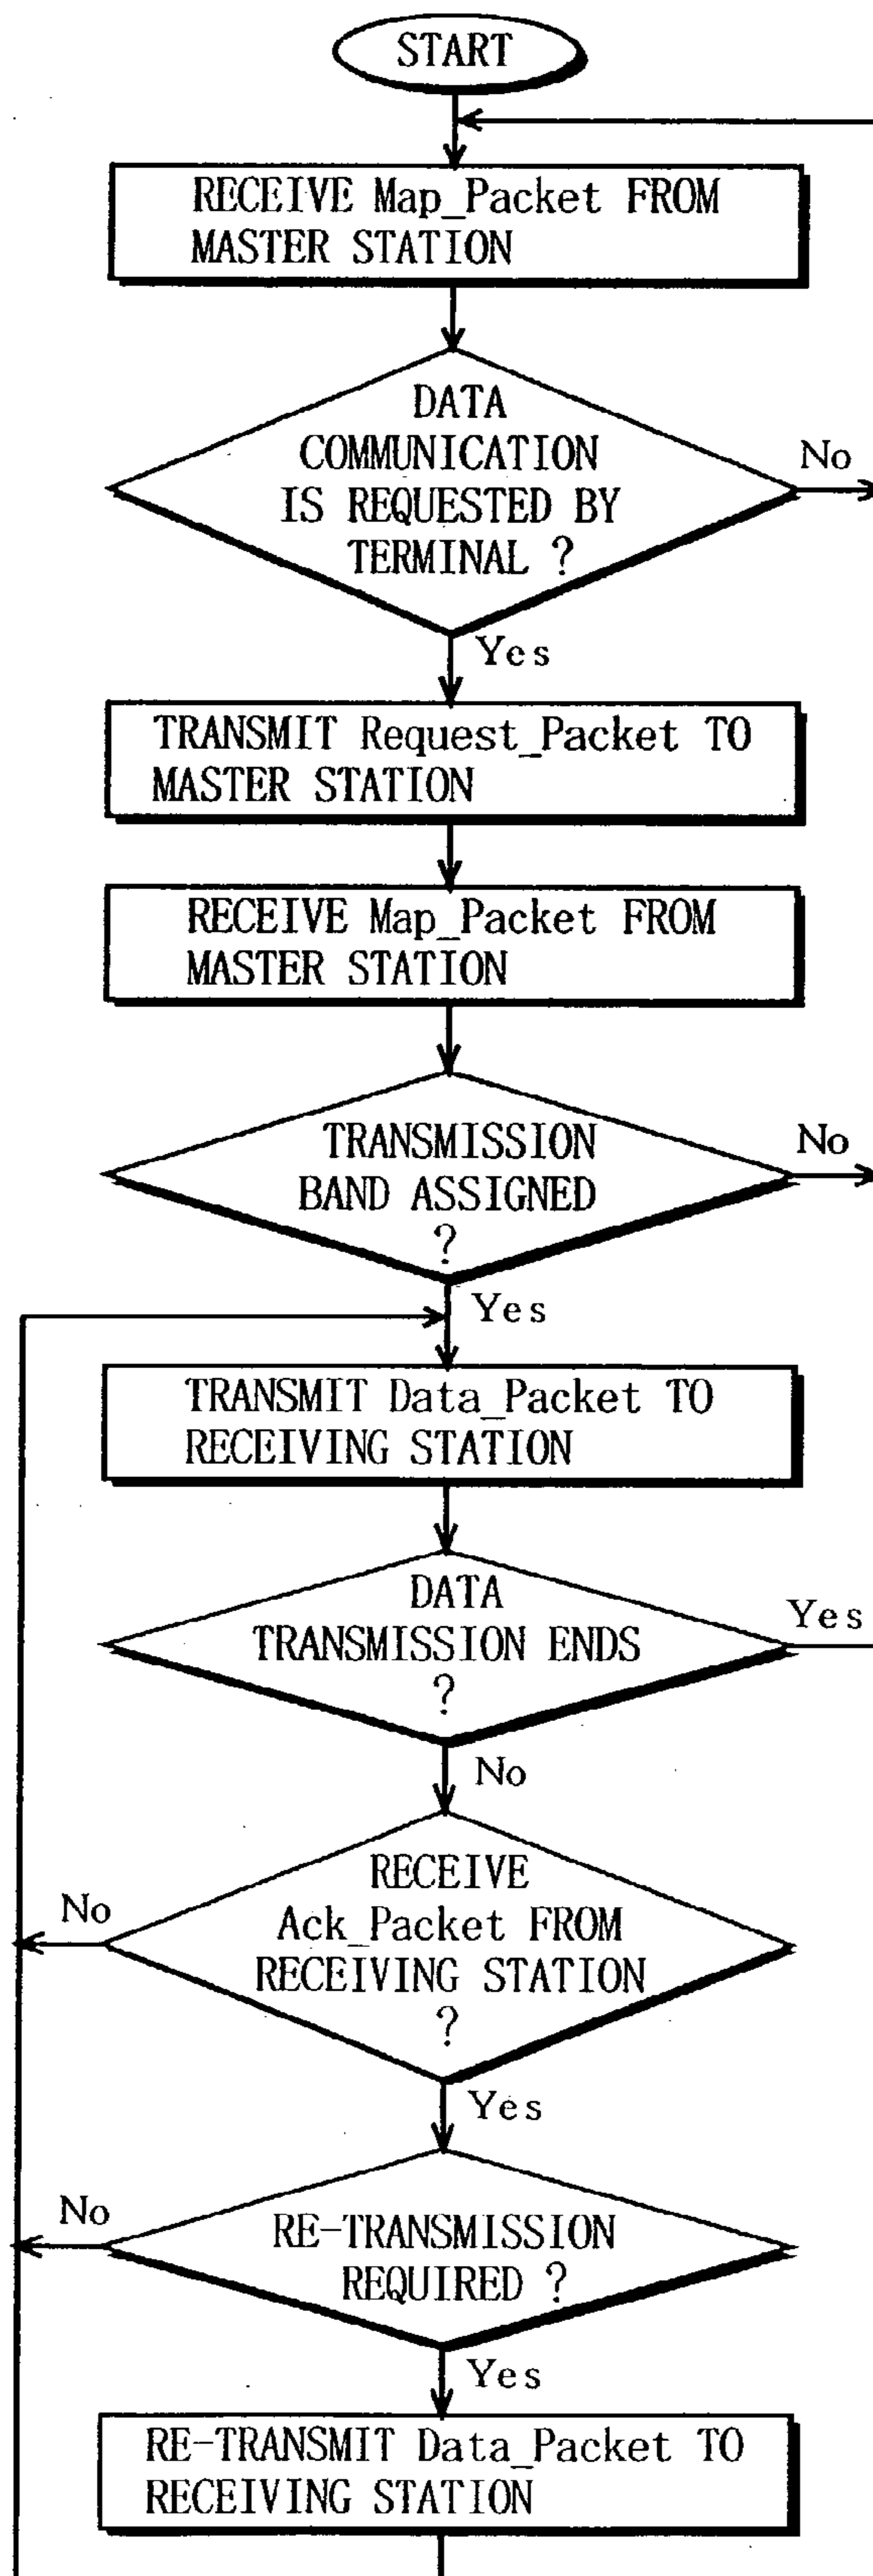 START
RECEIVE Map_Packet FROM
MASTER STATION
DATA
COMMUNICATION
IS REQUESTED BY
TERMINAL ?
No
Yes
TRANSMIT Request_Packet TO
MASTER STATION
RECEIVE Map_Packet FROM
MASTER STATION
TRANSMISSION
BAND ASSIGNED
?
No
Yes
TRANSMIT Data_Packet TO
RECEIVING STATION
DATA
TRANSMISSION ENDS
?
Yes
No
RECEIVE
Ack_Packet FROM
RECEIVING STATION
?
No
Yes
RE-TRANSMISSION
REQUIRED ?
No
Yes
RE-TRANSMIT Data_Packet TO
RECEIVING STATION